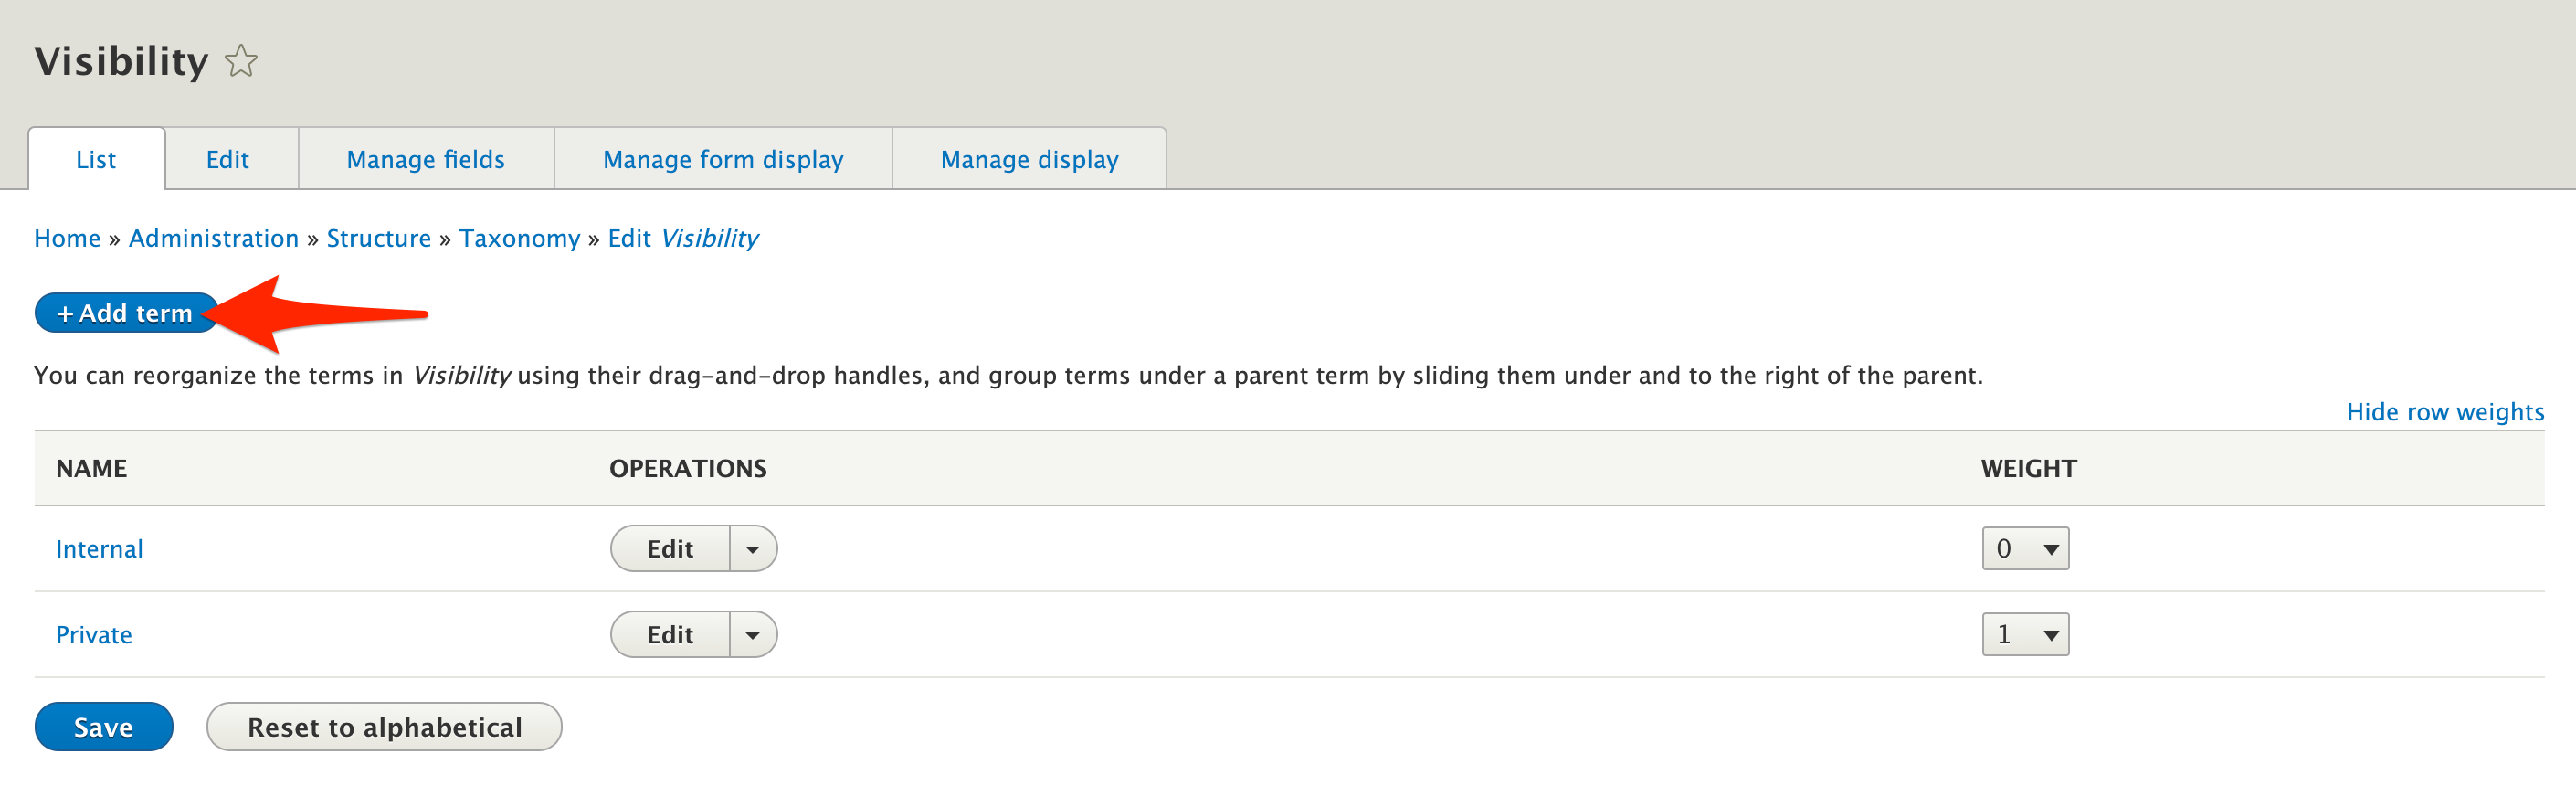 Visibility
List Edit Manage fields Manage form display Manage display
Home » Administration » Structure » Taxonomy » Edit Visibility
+ Add term
You can reorganize the terms in Visibility using their drag-and-drop handles, and group terms under a parent term by sliding them under and to the right of the parent.
Hide row weights
NAME OPERATIONS WEIGHT
Internal Edit 0
Private Edit 1
Save Reset to alphabetical